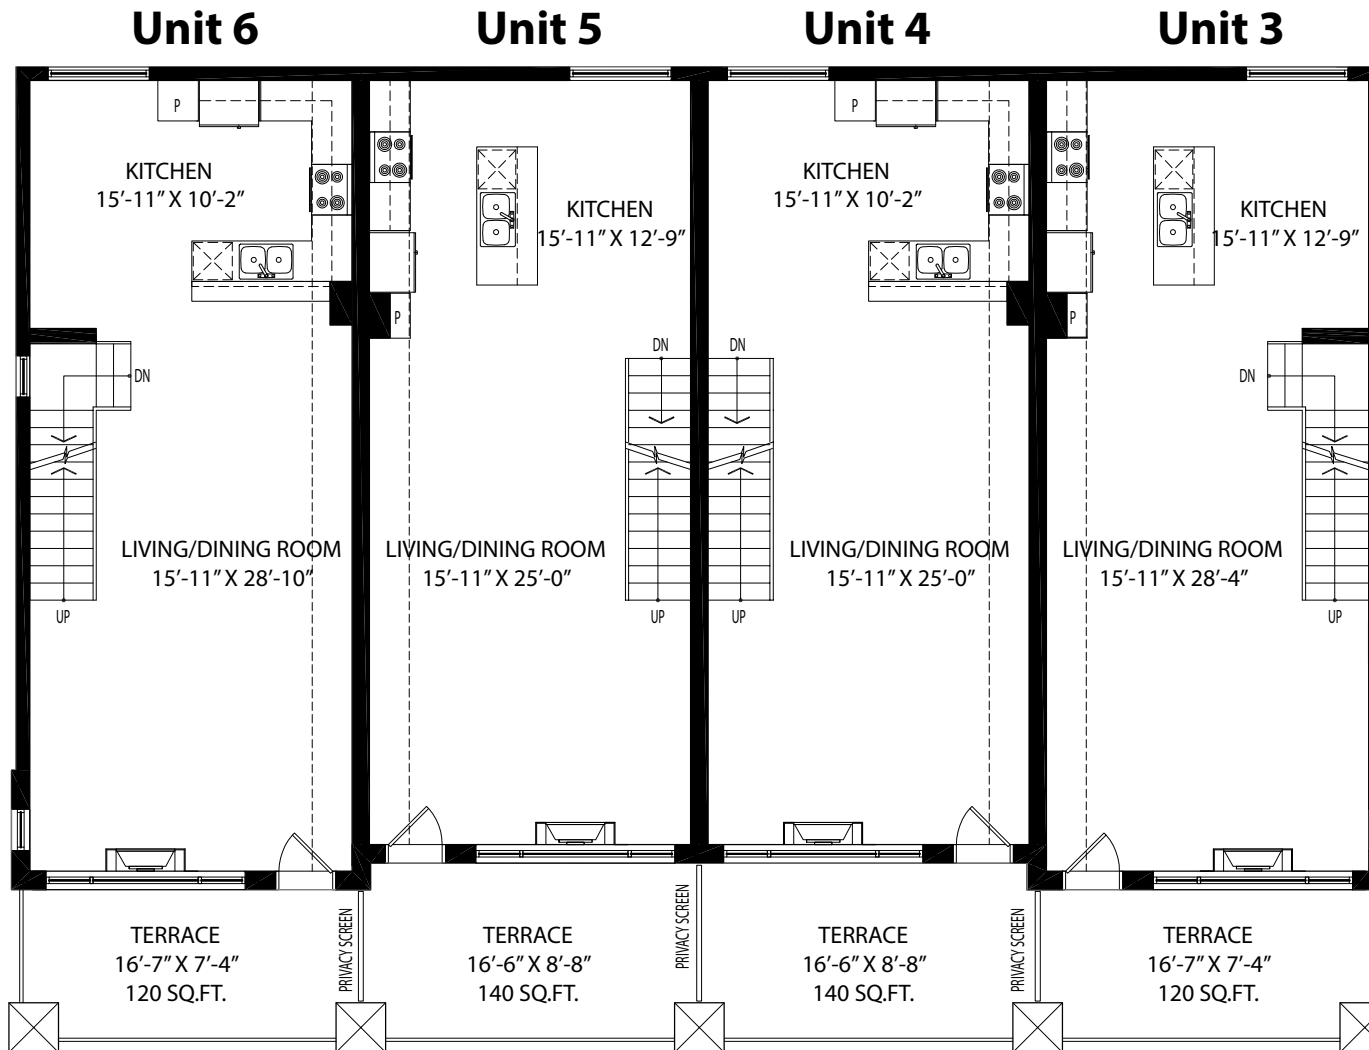 Unit 6
Unit 5
Unit 4
Unit 3
P
KITCHEN
15'-11" X 10'-2"
DN
UP
LIVING/DINING ROOM
15'-11" X 28'-10"
TERRACE
16'-7" X 7'-4"
120 SQ.FT.
PRIVACY SCREEN
KITCHEN
15'-11" X 12'-9"
P
DN
UP
LIVING/DINING ROOM
15'-11" X 25'-0"
TERRACE
16'-6" X 8'-8"
140 SQ.FT.
PRIVACY SCREEN
P
KITCHEN
15'-11" X 10'-2"
DN
UP
LIVING/DINING ROOM
15'-11" X 25'-0"
TERRACE
16'-6" X 8'-8"
140 SQ.FT.
PRIVACY SCREEN
KITCHEN
15'-11" X 12'-9"
P
DN
UP
LIVING/DINING ROOM
15'-11" X 28'-4"
TERRACE
16'-7" X 7'-4"
120 SQ.FT.